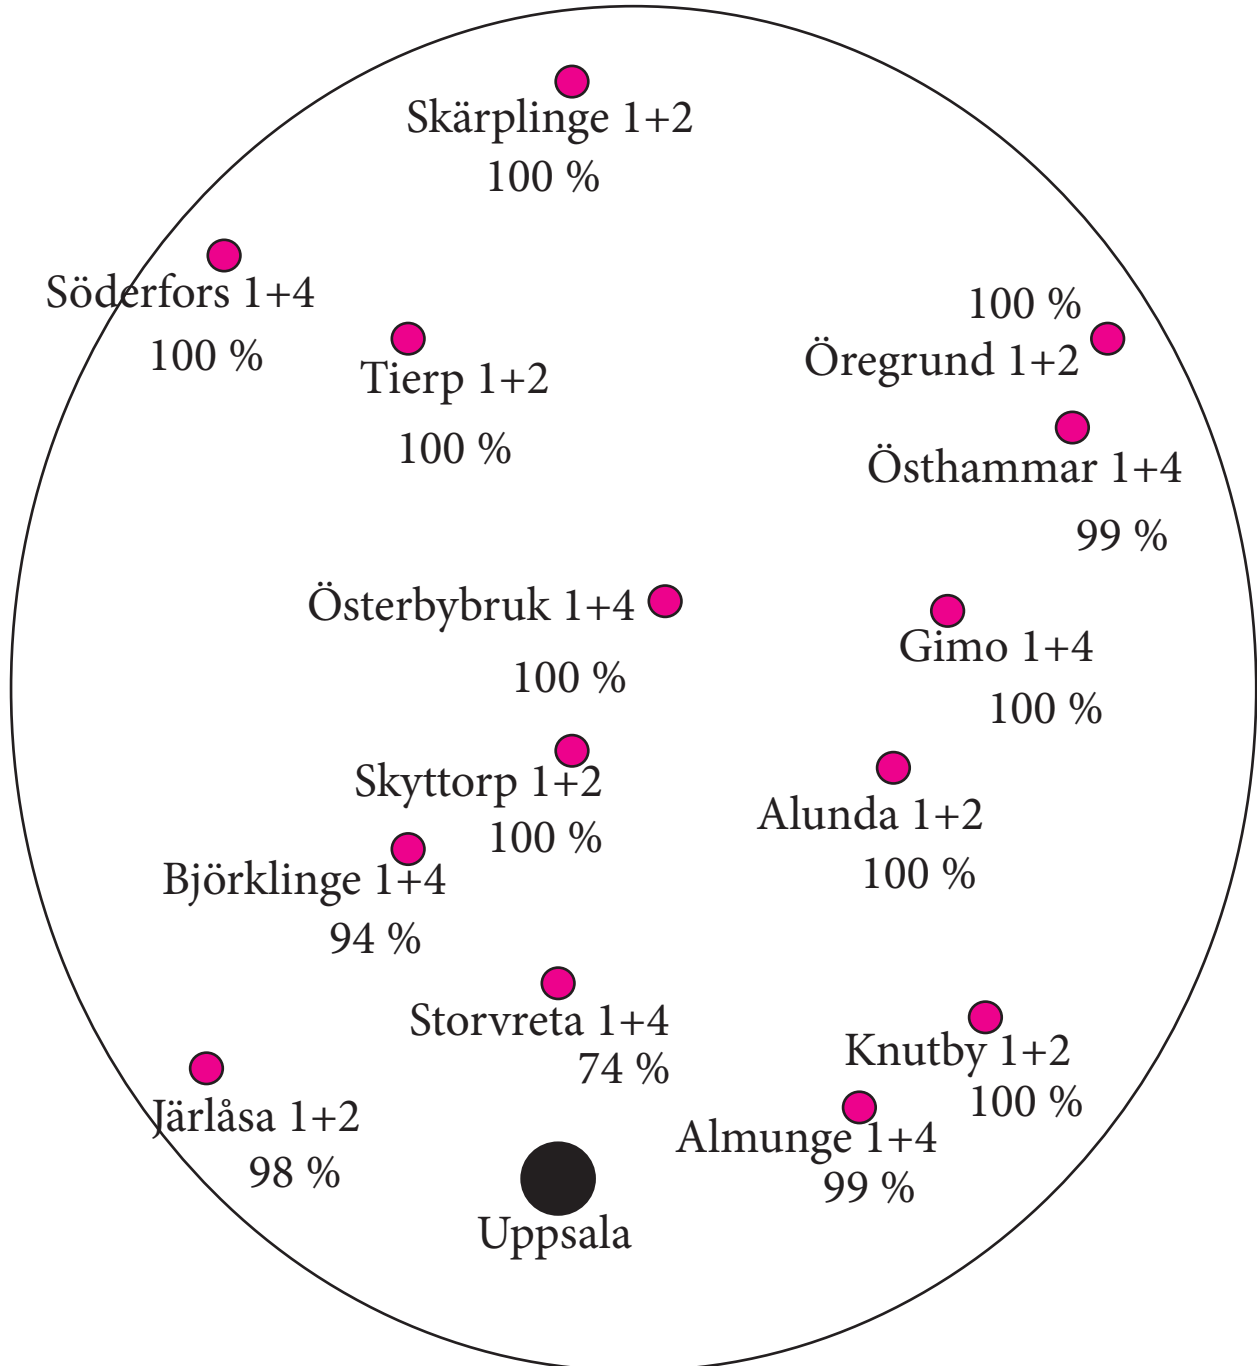 Skärplinge 1+2
100 %
Söderfors 1+4
100 %
Tierp 1+2
100 %
100 %
Öregrund 1+2
Östhammar 1+4
99 %
Österbybruk 1+4
100 %
Gimo 1+4
100 %
Skyttorp 1+2
100 %
Alunda 1+2
100 %
Björklinge 1+4
94 %
Storvreta 1+4
74 %
Knutby 1+2
100 %
Järlåsa 1+2
98 %
Almunge 1+4
99 %
Uppsala